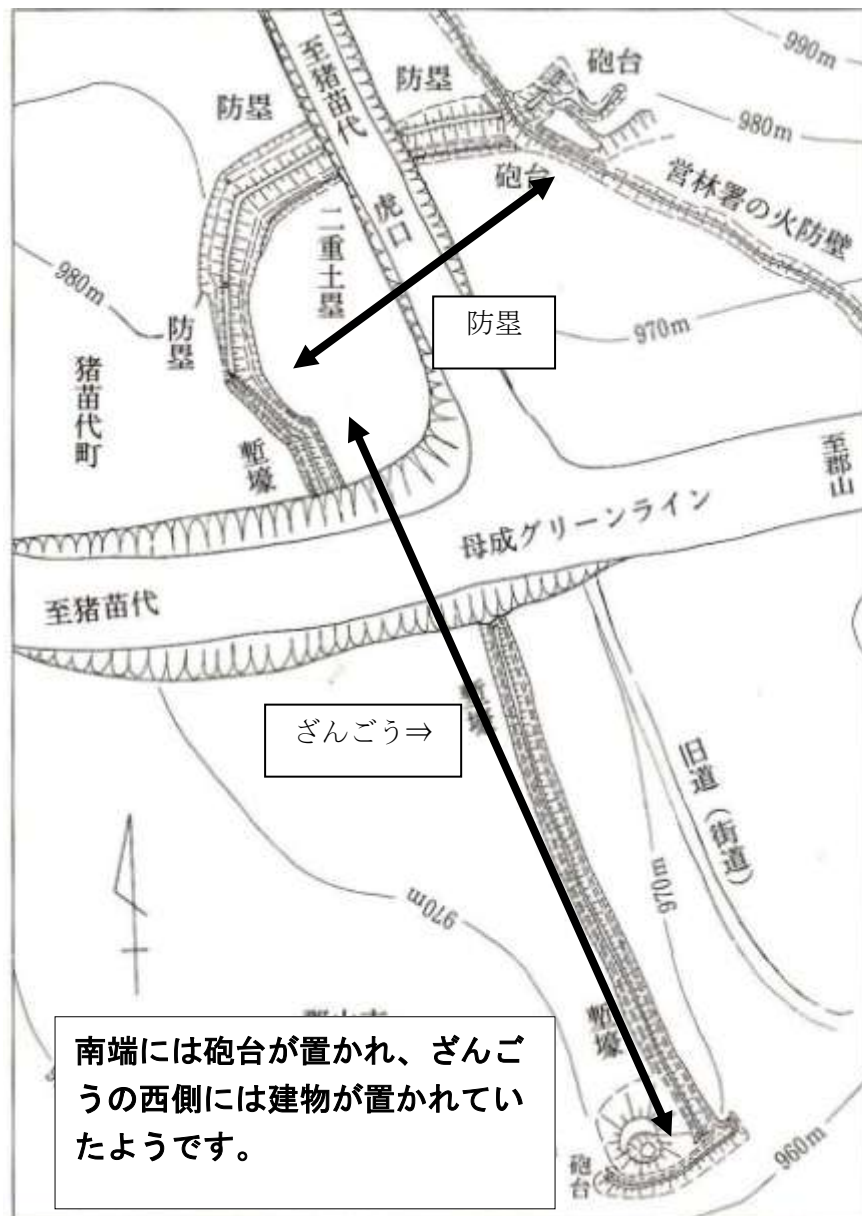 990m
砲台
980m
至猪苗代
防塁
防塁
砲台
営林署の火防壁
虎口
二重土塁
980m
防塁
防塁
970m
猪苗代町
塹壕
至郡山
母成グリーンライン
至猪苗代
塹壕
ざんごう⇒
旧道（街道）
970m
970m
塹壕
南端には砲台が置かれ、ざんご
うの西側には建物が置かれてい
たようです。
砲台
960m